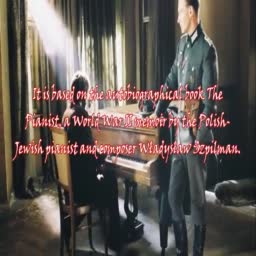 It is based on the autobiographical book The
Pianist, a World War II memoir by the Polish-
Jewish pianist and composer Władysław Szpilman.